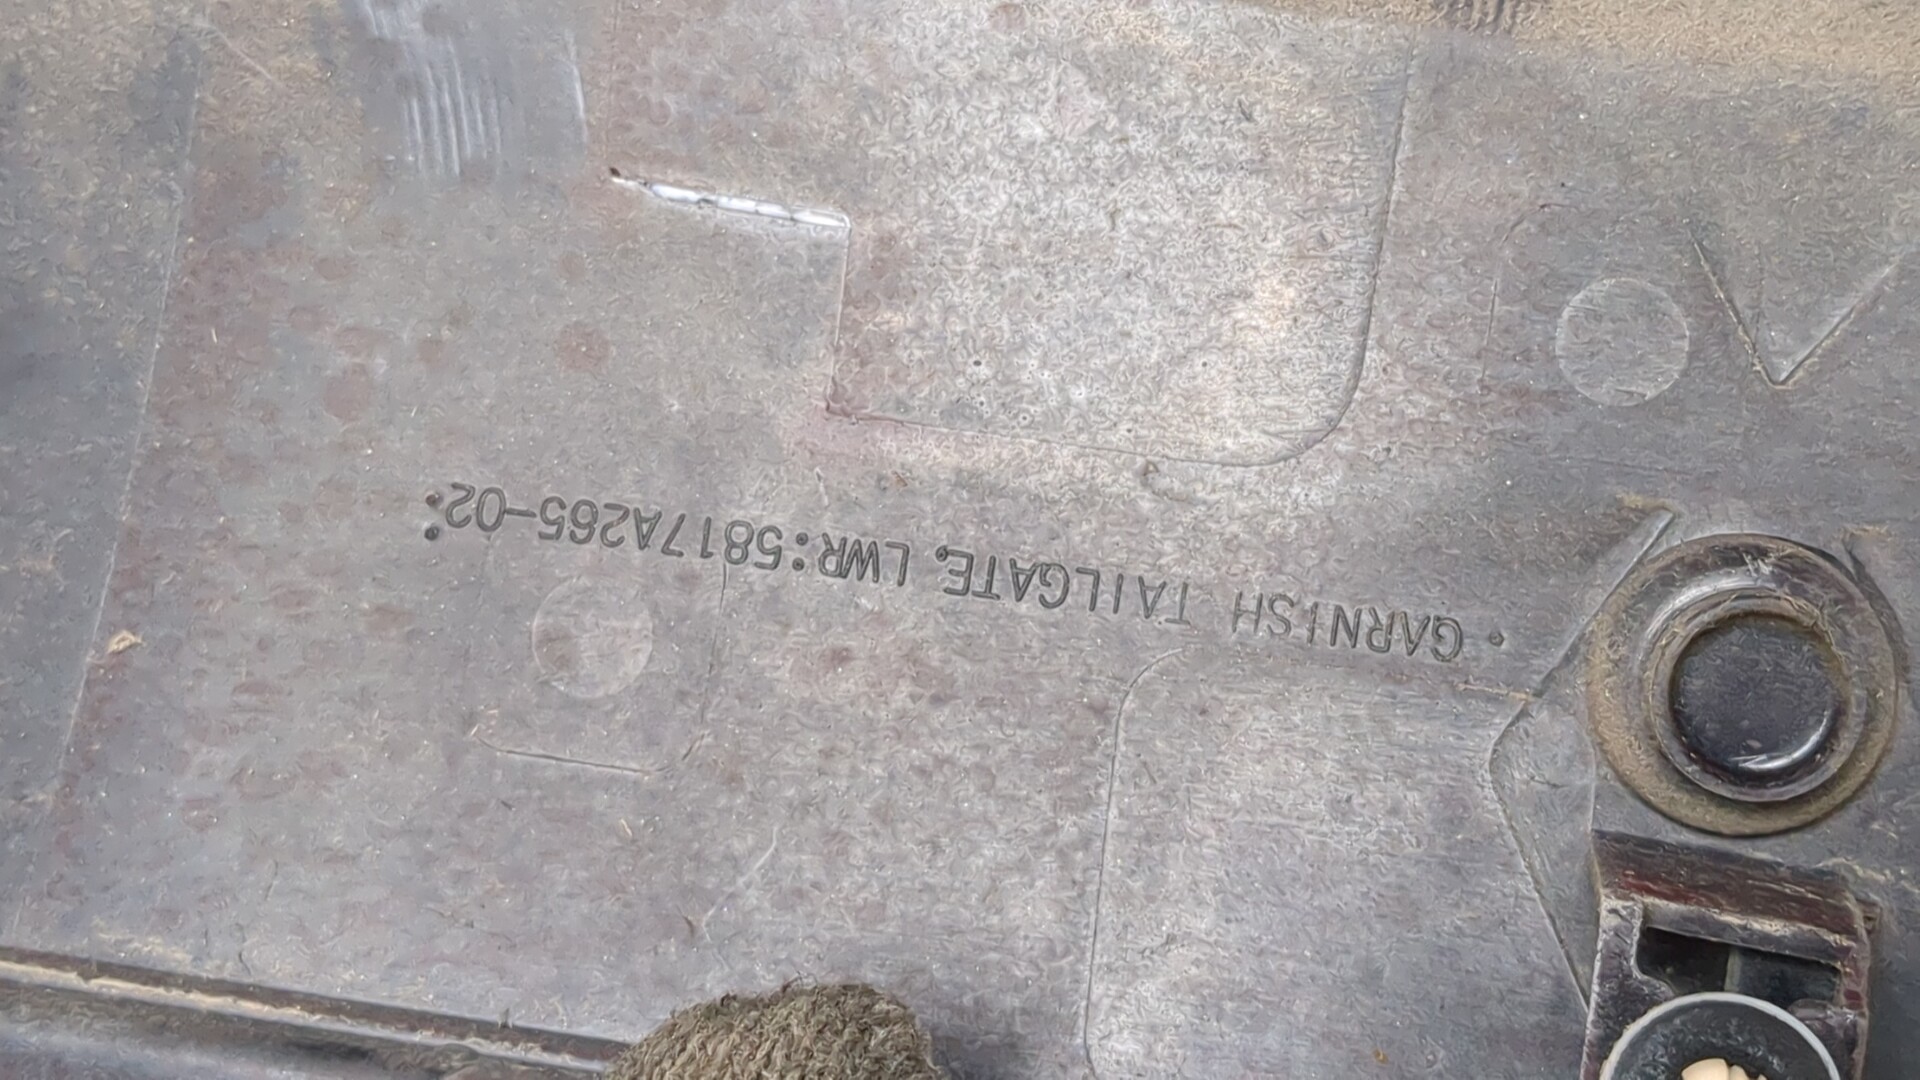 • GARNISH TAILGATE. LWR:5817A265-02: